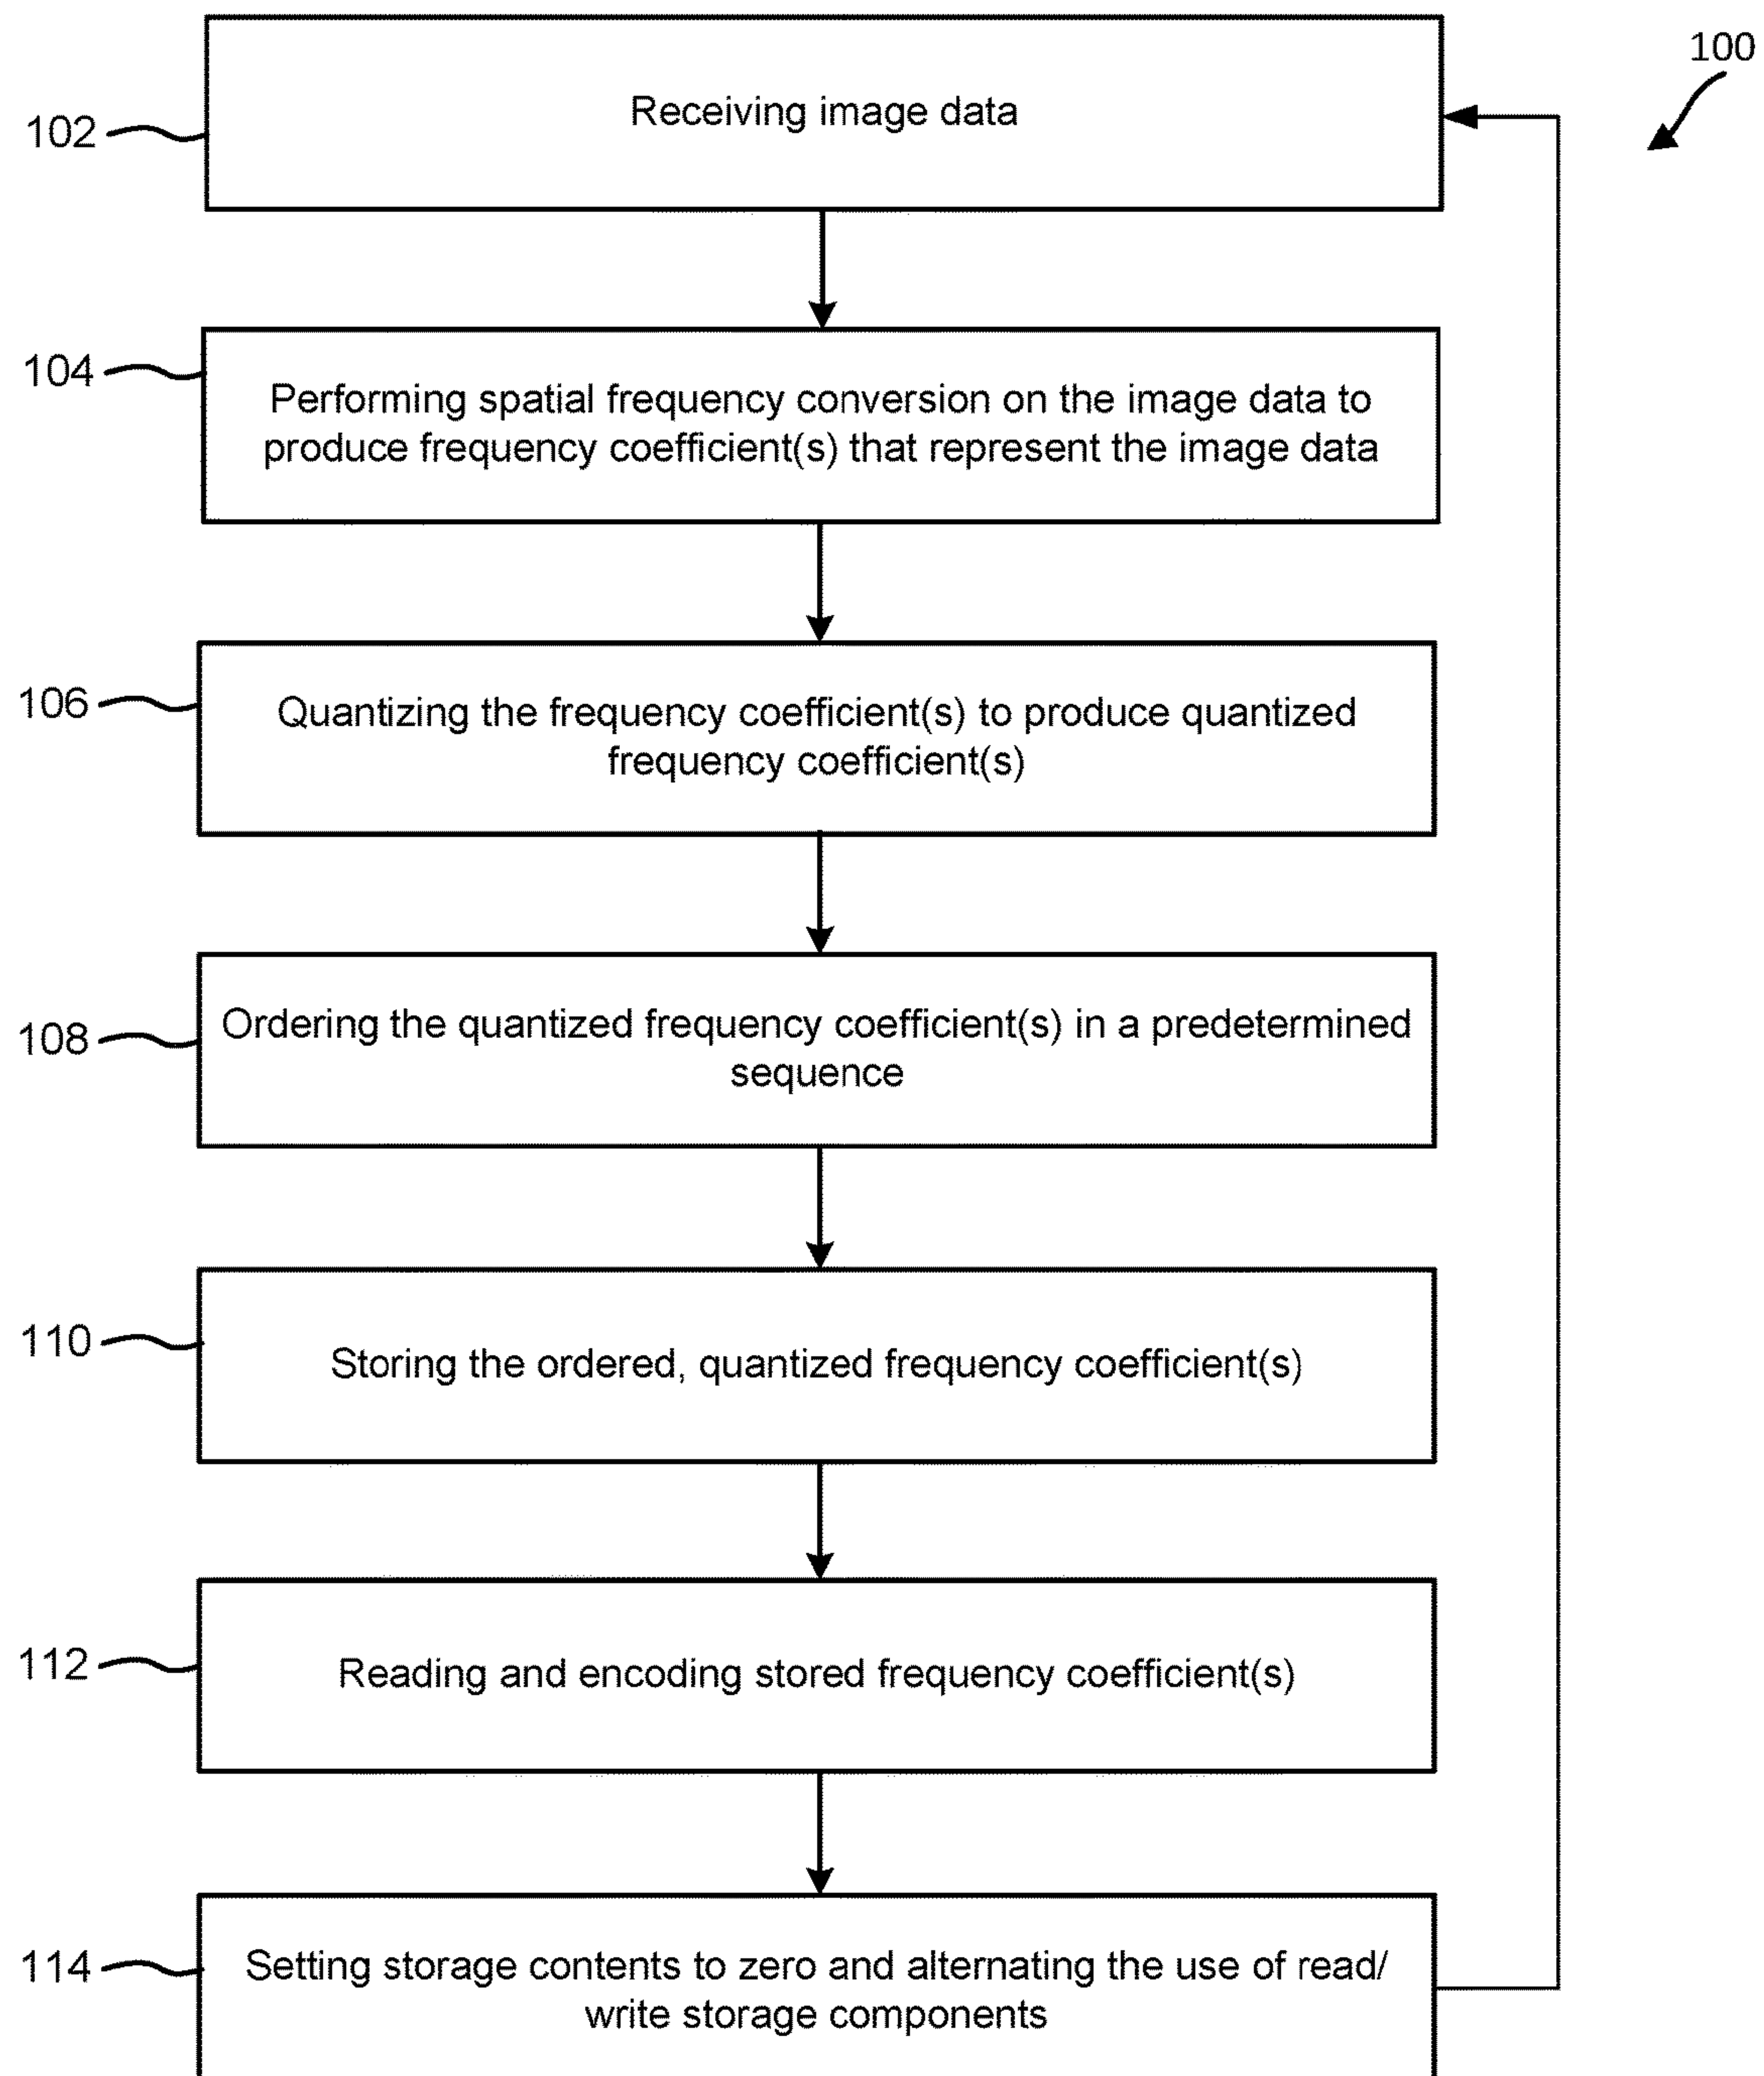 100
102
Receiving image data
104
Performing spatial frequency conversion on the image data to
produce frequency coefficient(s) that represent the image data
106
Quantizing the frequency coefficient(s) to produce quantized
frequency coefficient(s)
108
Ordering the quantized frequency coefficient(s) in a predetermined
sequence
110
Storing the ordered, quantized frequency coefficient(s)
112
Reading and encoding stored frequency coefficient(s)
114
Setting storage contents to zero and alternating the use of read/
write storage components